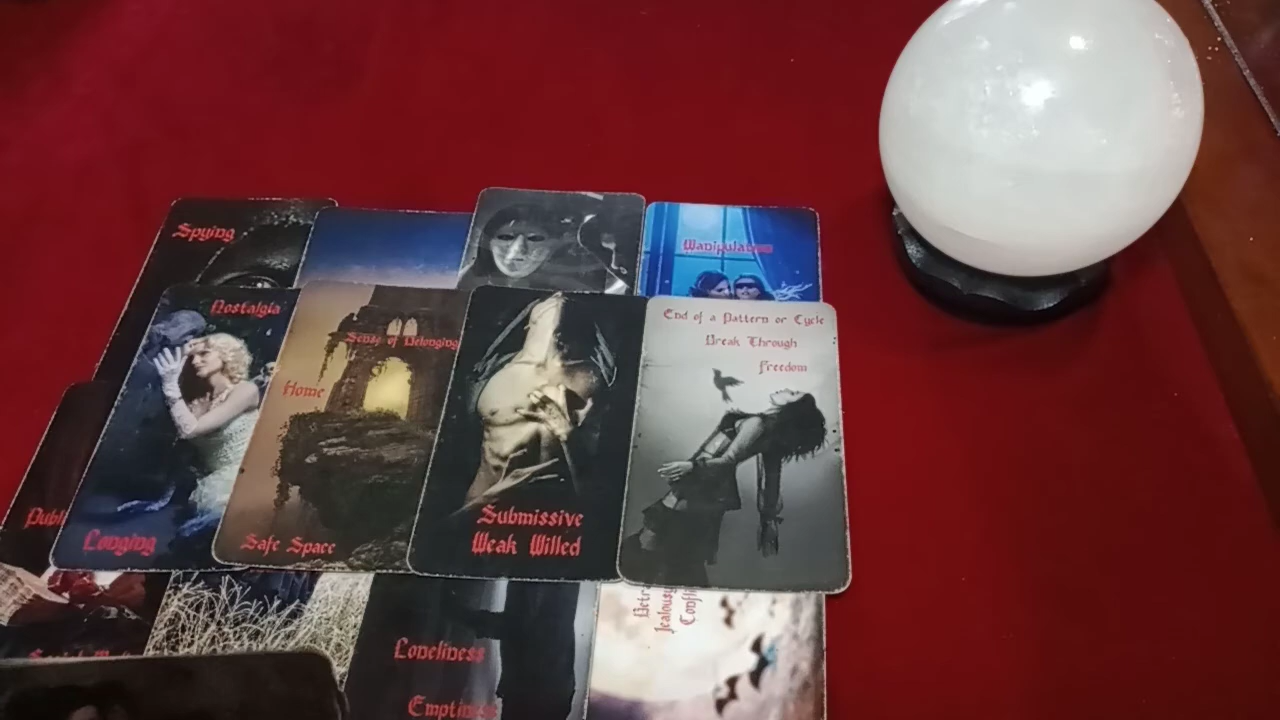 Spying
Manipulation
Nostalgia
Longing
Sense of Belonging
Home
Safe Space
Submissive
Weak Willed
End of a Pattern or Cycle
Break Through
Freedom
Loneliness
Emptiness
Jealousy